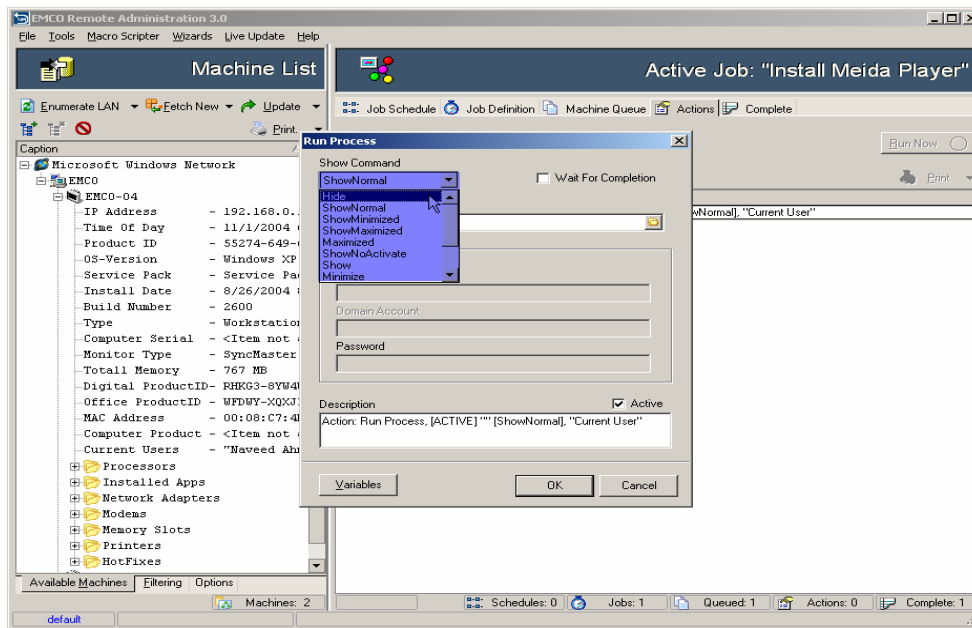 EMCO Remote Administration 3.0
File Tools Macro Scripter Wizards Live Update Help
Machine List
Active Job: "Install Meida Player"
Enumerate LAN Fetch New Update
Print
Job Schedule Job Definition Machine Queue Actions Complete
Run Now
Print
Caption
Microsoft Windows Network
EMCO
EMCO-04
IP Address - 192.168.0.
Time Of Day - 11/1/2004
Product ID - 55274-649-
OS-Version - Windows XP
Service Pack - Service Pa
Install Date - 8/26/2004
Build Number - 2600
Type - Workstation
Computer Serial - <Item not
Monitor Type - SyncMaster
Totall Memory - 767 MB
Digital ProductID- RHKG3-8YW4
Office ProductID - WFDWY-XQXJ
MAC Address - 00:08:C7:4
Computer Product - <Item not
Current Users - "Naveed Ah
Processors
Installed Apps
Network Adapters
Modems
Memory Slots
Printers
HotFixes
Run Process
Show Command
ShowNormal
Wait For Completion
Hide
ShowNormal
ShowMinimized
ShowMaximized
Maximized
ShowNoActivate
Show
Minimize
Domain Account
Password
Description
Active
Action: Run Process, [ACTIVE] "" [ShowNormal], "Current User"
Variables OK Cancel
wNormal], "Current User"
Available Machines Filtering Options
Machines: 2
Schedules: 0 Jobs: 1 Queued: 1 Actions: 0 Complete: 1
default